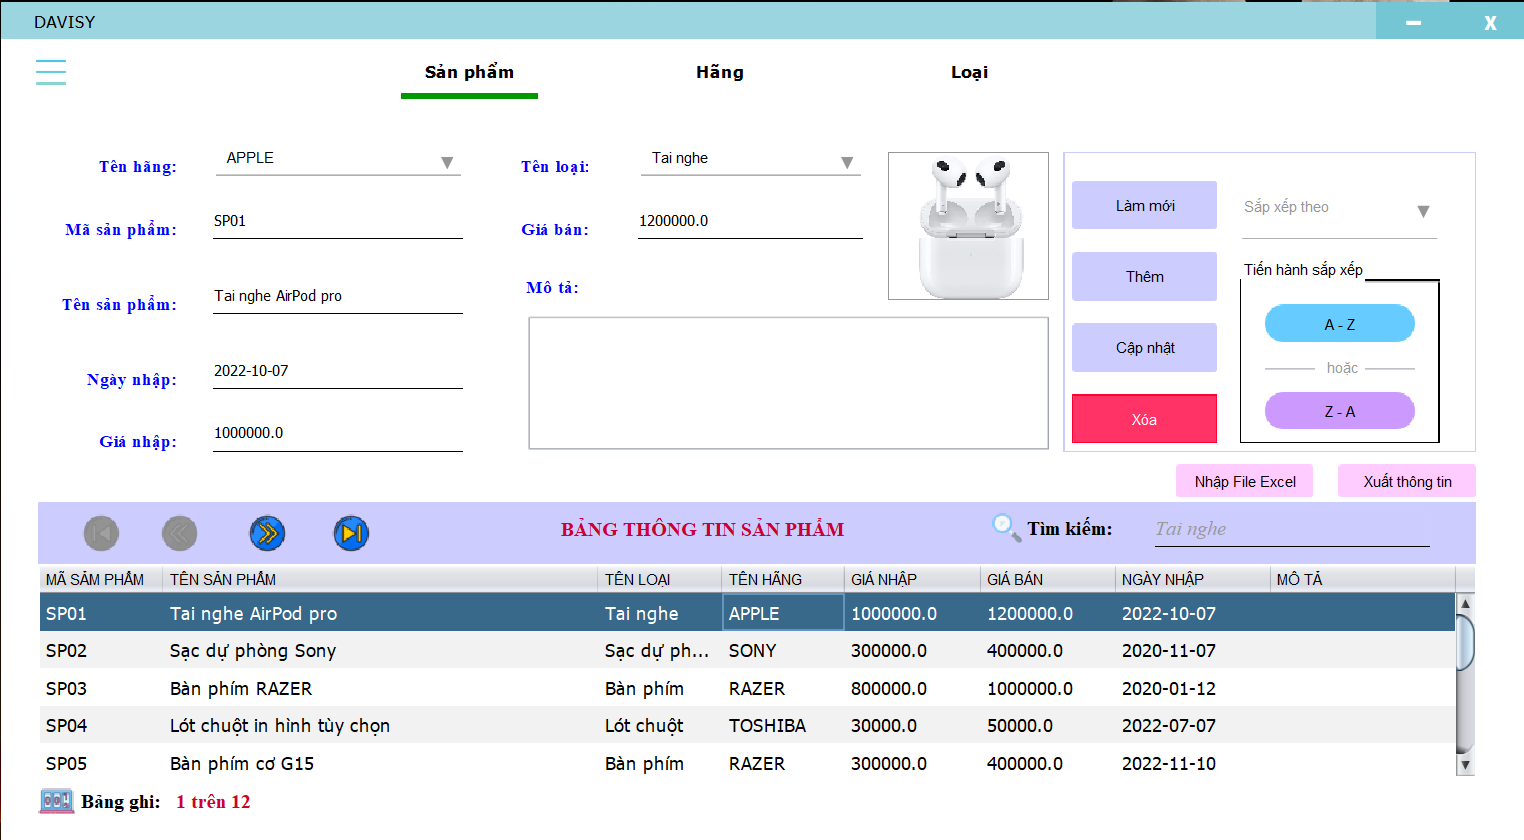 DAVISY
X
Sản phẩm Hãng Loại
Tên hãng: APPLE
Tên loại: Tai nghe
Mã sản phẩm: SP01
Giá bán: 1200000.0
Tên sản phẩm: Tai nghe AirPod pro
Mô tả:
Ngày nhập: 2022-10-07
Giá nhập: 1000000.0
Làm mới
Thêm
Cập nhật
Xóa
Sắp xếp theo
Tiến hành sắp xếp
A - Z
hoặc
Z - A
Nhập File Excel Xuất thông tin
BẢNG THÔNG TIN SẢN PHẨM
Tìm kiếm: Tai nghe
MÃ SẢM PHẨM TÊN SẢN PHẨM TÊN LOẠI TÊN HÃNG GIÁ NHẬP GIÁ BÁN NGÀY NHẬP MÔ TẢ
SP01 Tai nghe AirPod pro Tai nghe APPLE 1000000.0 1200000.0 2022-10-07
SP02 Sạc dự phòng Sony Sạc dự ph... SONY 300000.0 400000.0 2020-11-07
SP03 Bàn phím RAZER Bàn phím RAZER 800000.0 1000000.0 2020-01-12
SP04 Lót chuột in hình tùy chọn Lót chuột TOSHIBA 30000.0 50000.0 2022-07-07
SP05 Bàn phím cơ G15 Bàn phím RAZER 300000.0 400000.0 2022-11-10
Bảng ghi: 1 trên 12